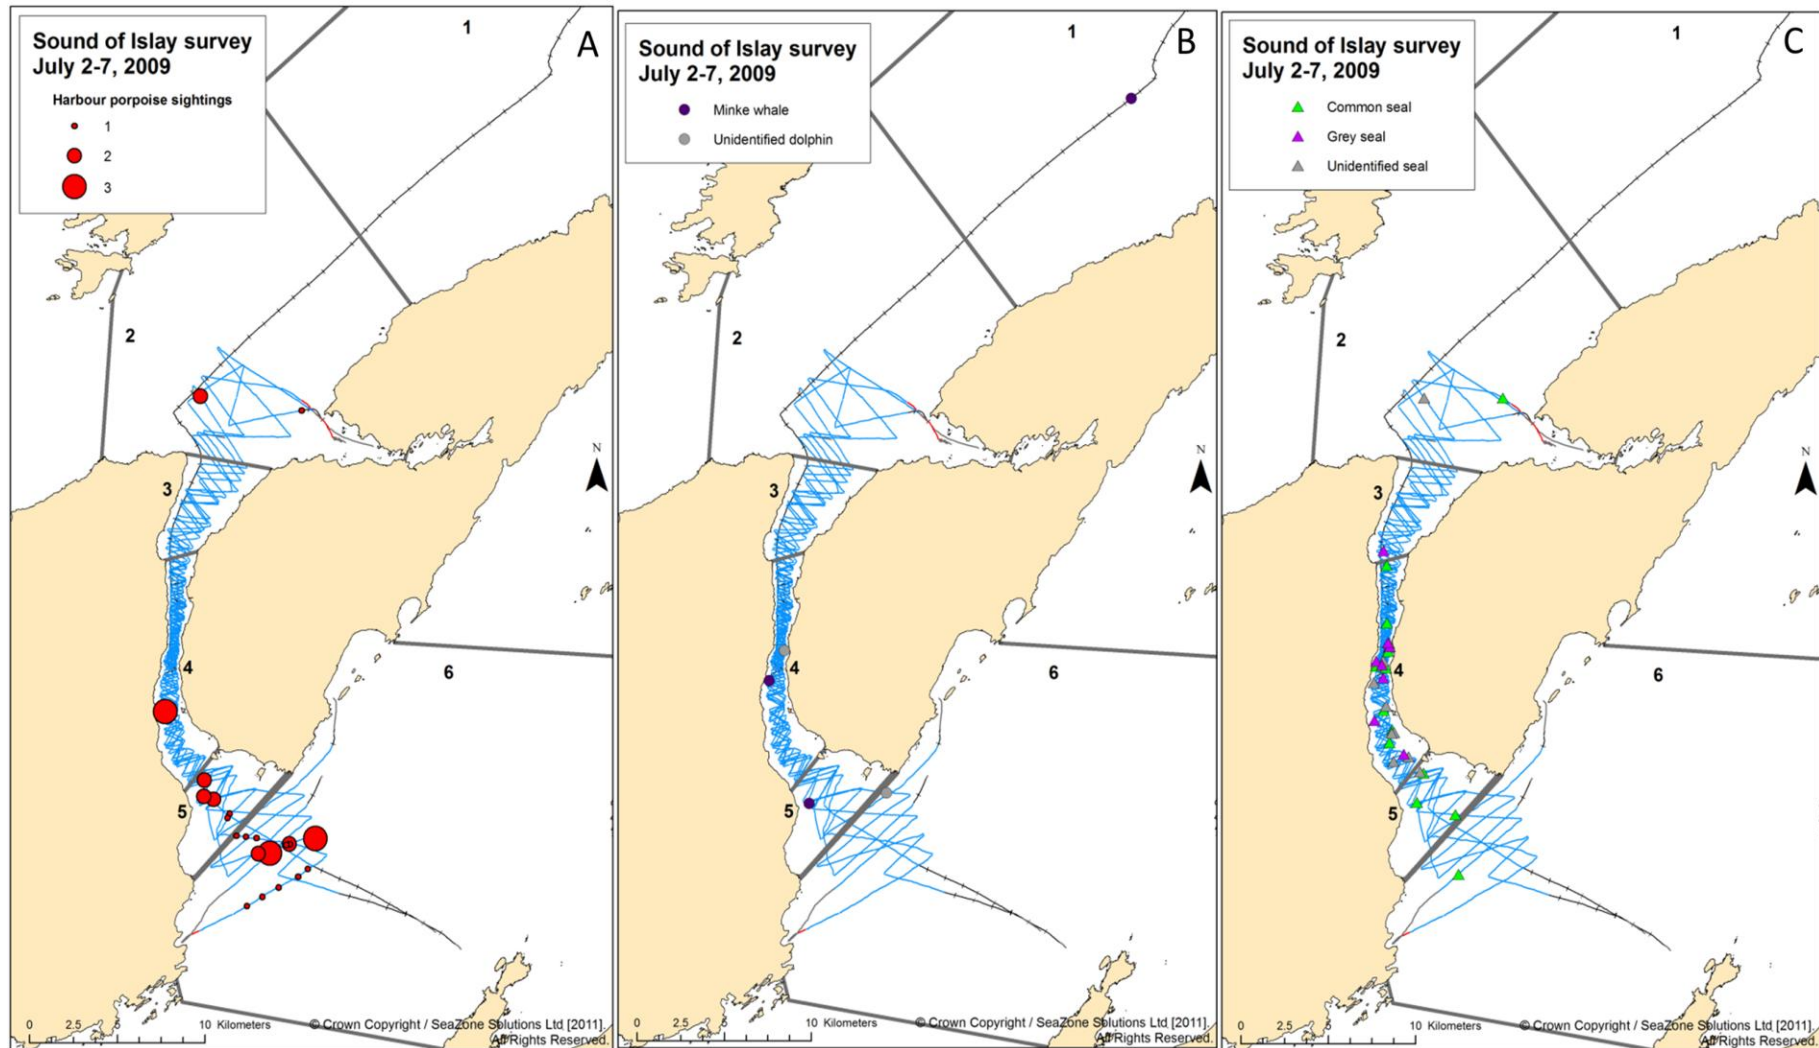 Sound of Islay survey
July 2-7, 2009
Harbour porpoise sightings
1
2
3
A
1
2
3
4
5
6
N
0 2.5 5 10 Kilometers
© Crown Copyright / SeaZone Solutions Ltd [2011].
All Rights Reserved.
Sound of Islay survey
July 2-7, 2009
Minke whale
Unidentified dolphin
B
1
2
3
4
5
6
N
0 2.5 5 10 Kilometers
© Crown Copyright / SeaZone Solutions Ltd [2011].
All Rights Reserved.
Sound of Islay survey
July 2-7, 2009
Common seal
Grey seal
Unidentified seal
C
1
2
3
4
5
6
N
0 2.5 5 10 Kilometers
© Crown Copyright / SeaZone Solutions Ltd [2011].
All Rights Reserved.